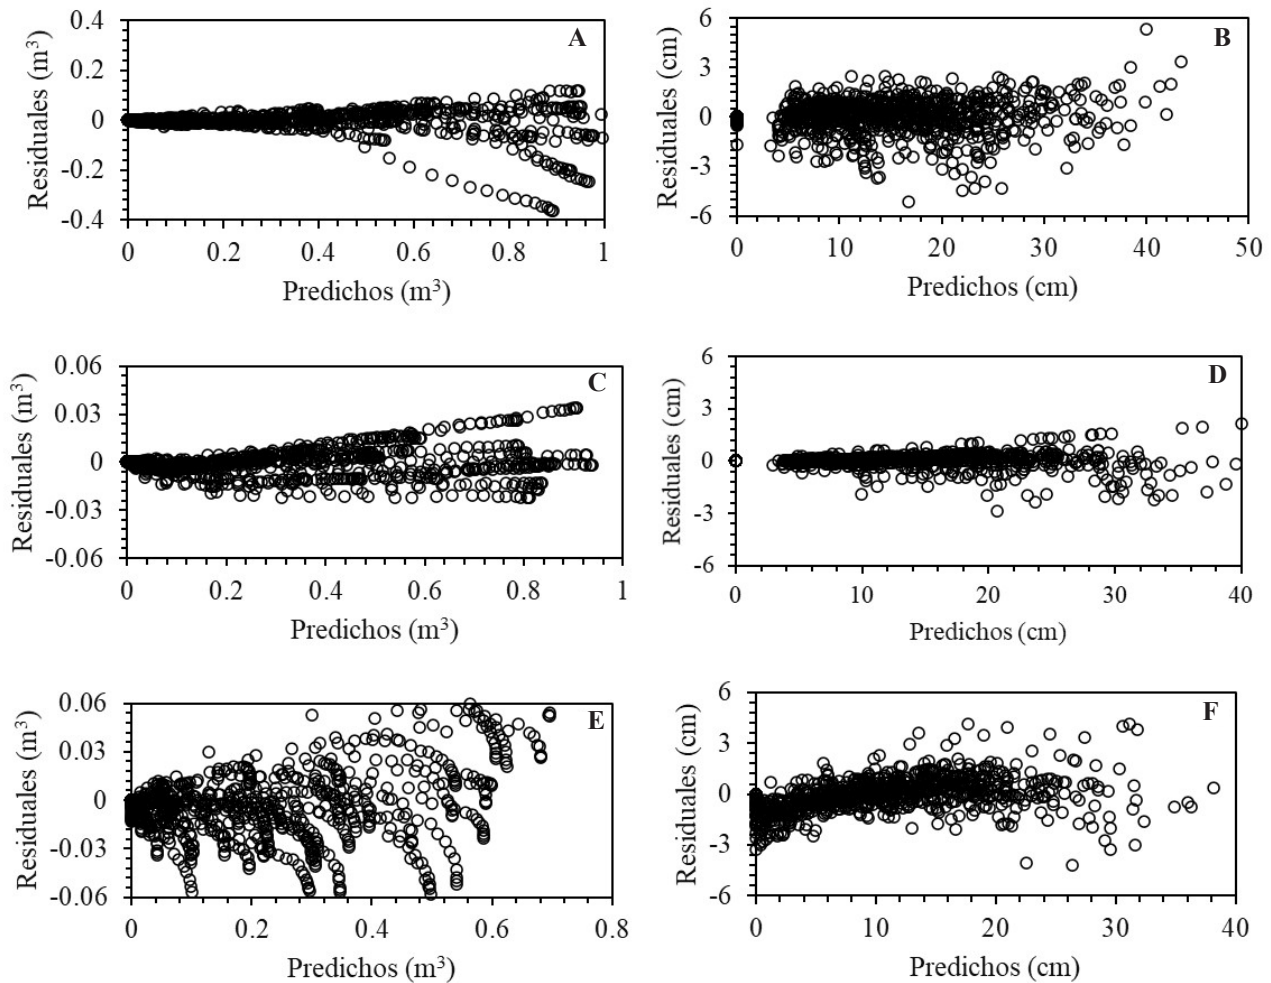 A
Residuales (m³)
0.4
0.2
0
-0.2
-0.4
0 0.2 0.4 0.6 0.8 1
Predichos (m³)
B
Residuales (cm)
6
3
0
-3
-6
0 10 20 30 40 50
Predichos (cm)
C
Residuales (m³)
0.06
0.03
0
-0.03
-0.06
0 0.2 0.4 0.6 0.8 1
Predichos (m³)
D
Residuales (cm)
6
3
0
-3
-6
0 10 20 30 40
Predichos (cm)
E
Residuales (m³)
0.06
0.03
0
-0.03
-0.06
0 0.2 0.4 0.6 0.8
Predichos (m³)
F
Residuales (cm)
6
3
0
-3
-6
0 10 20 30 40
Predichos (cm)